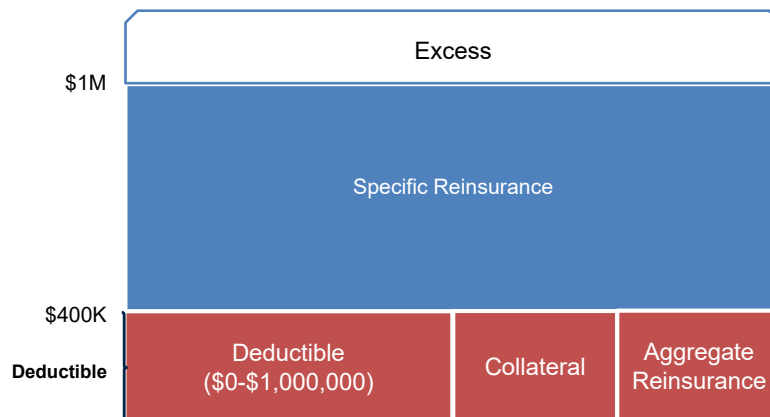 Excess
$1M
Specific Reinsurance
$400K
Deductible
Deductible
($0-$1,000,000)
Collateral
Aggregate
Reinsurance